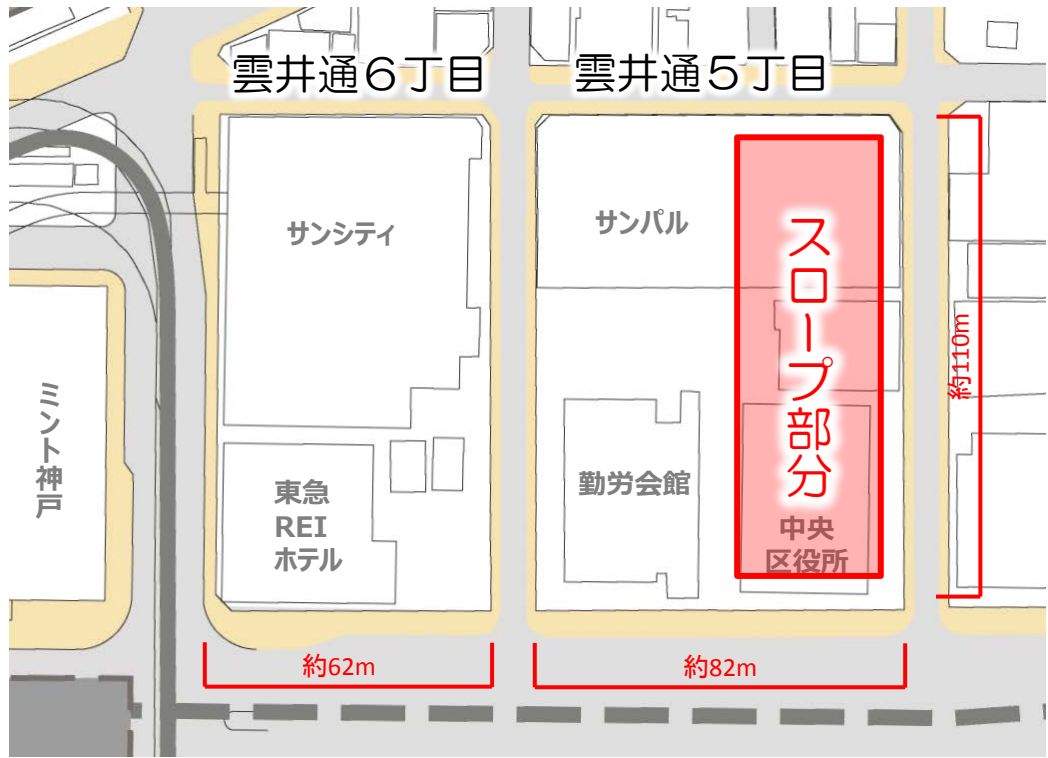 雲井通６丁目
雲井通５丁目
サンシティ
サンパル
スロープ部分
約110m
ミント神戸
東急
REI
ホテル
勤労会館
中央
区役所
約62m
約82m